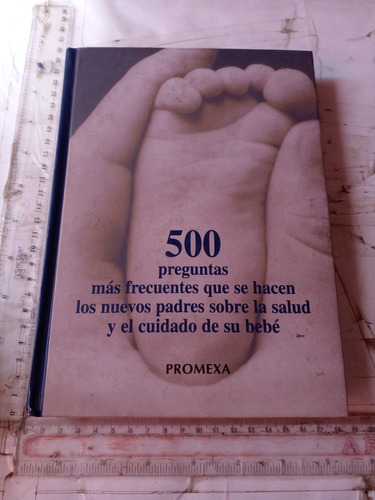 500
preguntas
más frecuentes que se hacen
los nuevos padres sobre la salud
y el cuidado de su bebé
PROMEXA